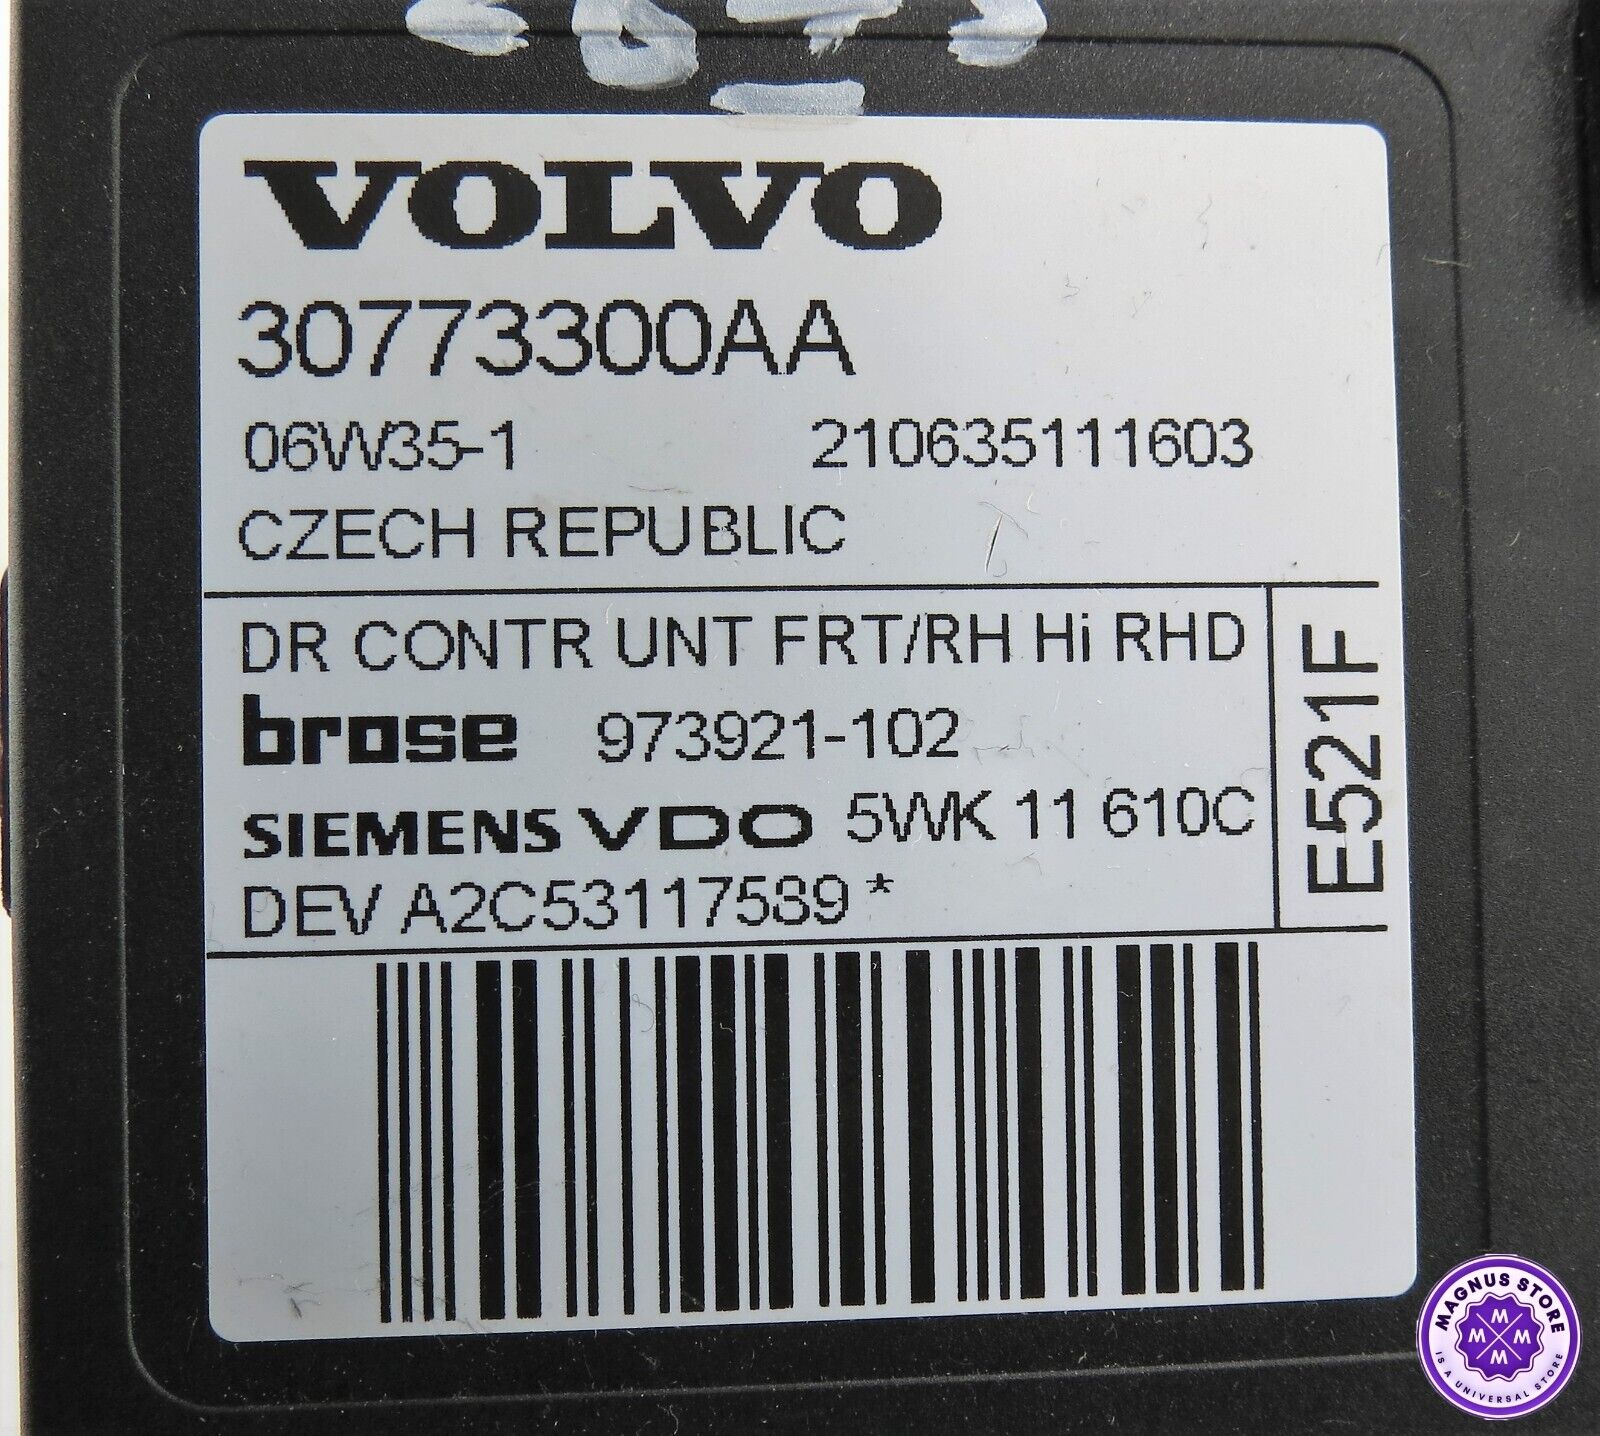 VOLVO
30773300AA
06W35-1 210635111603
CZECH REPUBLIC
DR CONTR UNT FRT/RH Hi RHD
brose 973921-102
SIEMENS VDO 5WK 11 610C
DEV A2C53117589 *
E521F
MAGNUS STORE
M M M M
IS A UNIVERSAL STORE